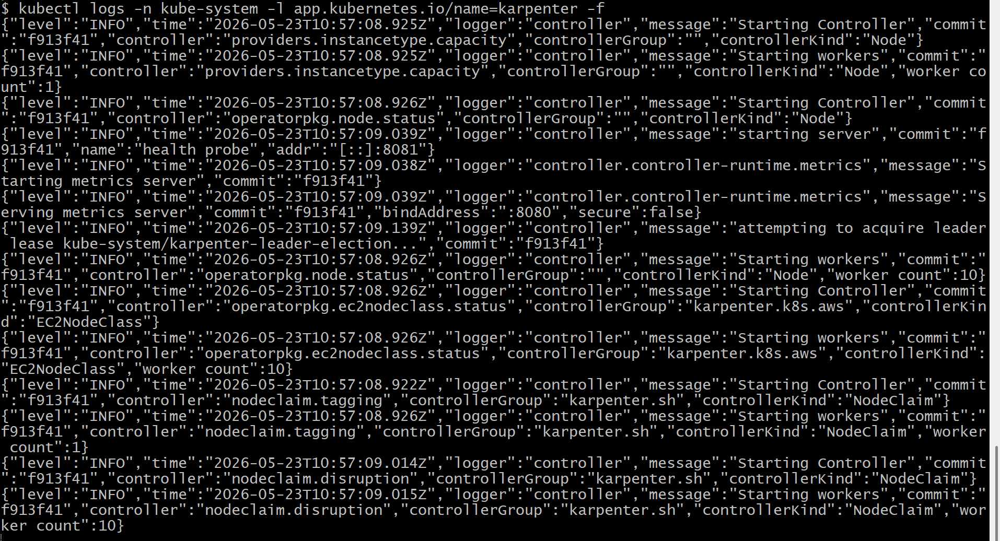 $ kubectl logs -n kube-system -l app.kubernetes.io/name=karpenter -f
{"level":"INFO","time":"2026-05-23T10:57:08.925Z","logger":"controller","message":"Starting Controller","commit
":"f913f41","controller":"providers.instancetype.capacity","controllerGroup":"","controllerKind":"Node"}
{"level":"INFO","time":"2026-05-23T10:57:08.925Z","logger":"controller","message":"Starting workers","commit":"
f913f41","controller":"providers.instancetype.capacity","controllerGroup":"","controllerKind":"Node","worker co
unt":1}
{"level":"INFO","time":"2026-05-23T10:57:08.926Z","logger":"controller","message":"Starting Controller","commit
":"f913f41","controller":"operatorpkg.node.status","controllerGroup":"","controllerKind":"Node"}
{"level":"INFO","time":"2026-05-23T10:57:09.039Z","logger":"controller","message":"starting server","commit":"f
913f41","name":"health probe","addr":"[::]:8081"}
{"level":"INFO","time":"2026-05-23T10:57:09.038Z","logger":"controller.controller-runtime.metrics","message":"S
tarting metrics server","commit":"f913f41"}
{"level":"INFO","time":"2026-05-23T10:57:09.039Z","logger":"controller.controller-runtime.metrics","message":"S
erving metrics server","commit":"f913f41","bindAddress":":8080","secure":false}
{"level":"INFO","time":"2026-05-23T10:57:09.139Z","logger":"controller","message":"attempting to acquire leader
 lease kube-system/karpenter-leader-election...","commit":"f913f41"}
{"level":"INFO","time":"2026-05-23T10:57:08.926Z","logger":"controller","message":"Starting workers","commit":"
f913f41","controller":"operatorpkg.node.status","controllerGroup":"","controllerKind":"Node","worker count":10}
{"level":"INFO","time":"2026-05-23T10:57:08.926Z","logger":"controller","message":"Starting Controller","commit
":"f913f41","controller":"operatorpkg.ec2nodeclass.status","controllerGroup":"karpenter.k8s.aws","controllerKin
d":"EC2NodeClass"}
{"level":"INFO","time":"2026-05-23T10:57:08.926Z","logger":"controller","message":"Starting workers","commit":"
f913f41","controller":"operatorpkg.ec2nodeclass.status","controllerGroup":"karpenter.k8s.aws","controllerKind":
"EC2NodeClass","worker count":10}
{"level":"INFO","time":"2026-05-23T10:57:08.922Z","logger":"controller","message":"Starting Controller","commit
":"f913f41","controller":"nodeclaim.tagging","controllerGroup":"karpenter.sh","controllerKind":"NodeClaim"}
{"level":"INFO","time":"2026-05-23T10:57:08.926Z","logger":"controller","message":"Starting workers","commit":"
f913f41","controller":"nodeclaim.tagging","controllerGroup":"karpenter.sh","controllerKind":"NodeClaim","worker
 count":1}
{"level":"INFO","time":"2026-05-23T10:57:09.014Z","logger":"controller","message":"Starting Controller","commit
":"f913f41","controller":"nodeclaim.disruption","controllerGroup":"karpenter.sh","controllerKind":"NodeClaim"}
{"level":"INFO","time":"2026-05-23T10:57:09.015Z","logger":"controller","message":"Starting workers","commit":"
f913f41","controller":"nodeclaim.disruption","controllerGroup":"karpenter.sh","controllerKind":"NodeClaim","wor
ker count":10}